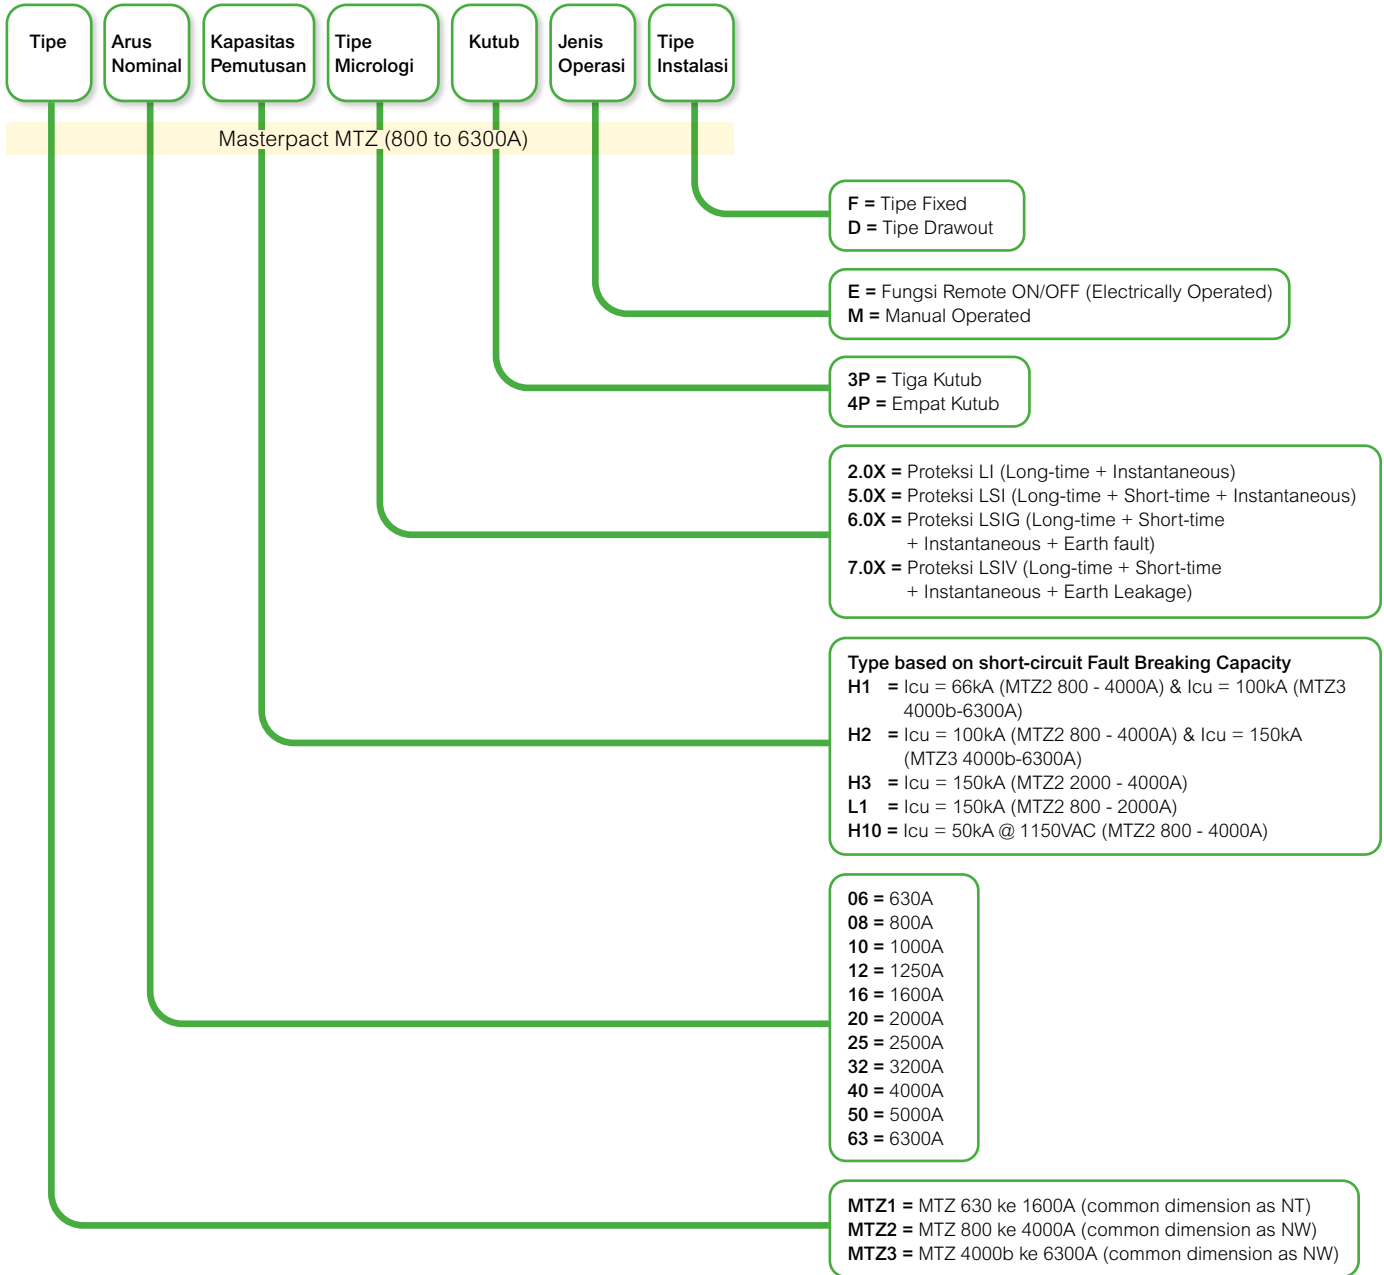 Tipe
Arus
Nominal
Kapasitas
Pemutusan
Tipe
Micrologi
Kutub
Jenis
Operasi
Tipe
Instalasi
Masterpact MTZ (800 to 6300A)
F = Tipe Fixed
D = Tipe Drawout
E = Fungsi Remote ON/OFF (Electrically Operated)
M = Manual Operated
3P = Tiga Kutub
4P = Empat Kutub
2.0X = Proteksi LI (Long-time + Instantaneous)
5.0X = Proteksi LSI (Long-time + Short-time + Instantaneous)
6.0X = Proteksi LSIG (Long-time + Short-time
+ Instantaneous + Earth fault)
7.0X = Proteksi LSIV (Long-time + Short-time
+ Instantaneous + Earth Leakage)
Type based on short-circuit Fault Breaking Capacity
H1 = Icu = 66kA (MTZ2 800 - 4000A) & Icu = 100kA (MTZ3
4000b-6300A)
H2 = Icu = 100kA (MTZ2 800 - 4000A) & Icu = 150kA
(MTZ3 4000b-6300A)
H3 = Icu = 150kA (MTZ2 2000 - 4000A)
L1 = Icu = 150kA (MTZ2 800 - 2000A)
H10 = Icu = 50kA @ 1150VAC (MTZ2 800 - 4000A)
06 = 630A
08 = 800A
10 = 1000A
12 = 1250A
16 = 1600A
20 = 2000A
25 = 2500A
32 = 3200A
40 = 4000A
50 = 5000A
63 = 6300A
MTZ1 = MTZ 630 ke 1600A (common dimension as NT)
MTZ2 = MTZ 800 ke 4000A (common dimension as NW)
MTZ3 = MTZ 4000b ke 6300A (common dimension as NW)